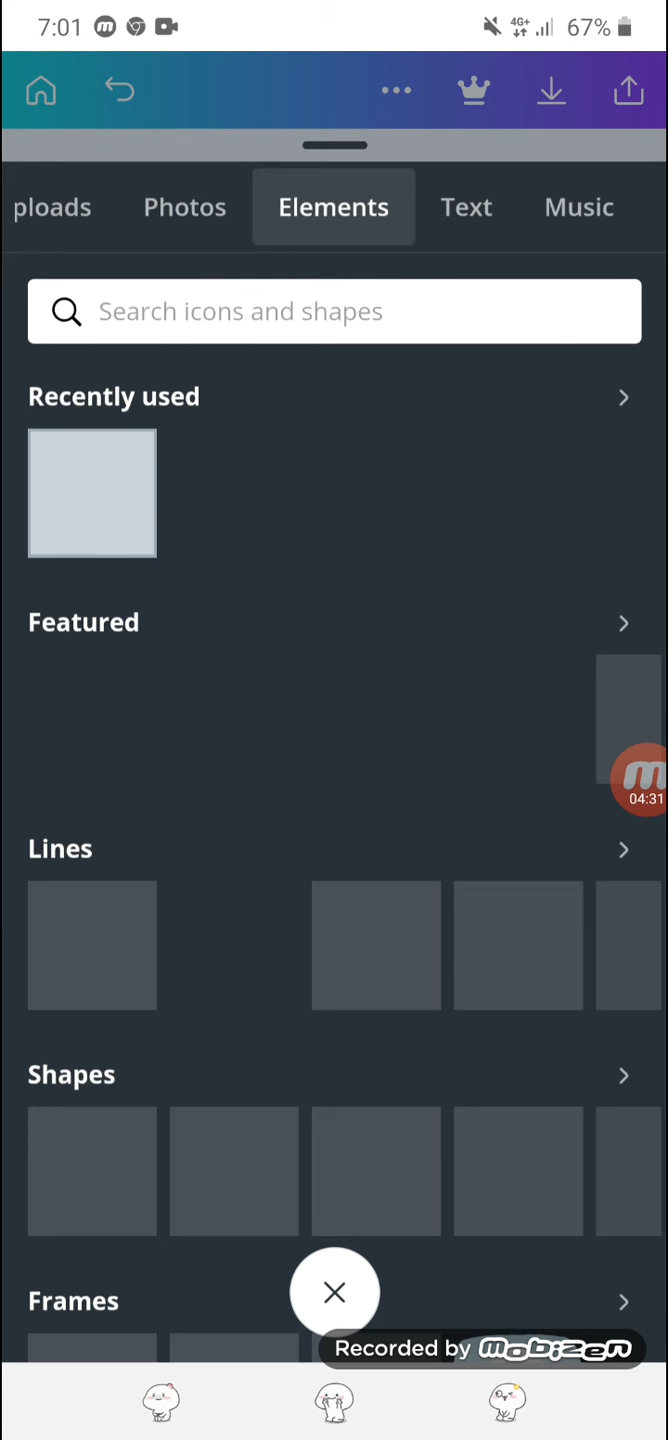 7:01 4G+ 67%
ploads Photos Elements Text Music
Search icons and shapes
Recently used
Featured
04:31
Lines
Shapes
Frames
Recorded by mobizen